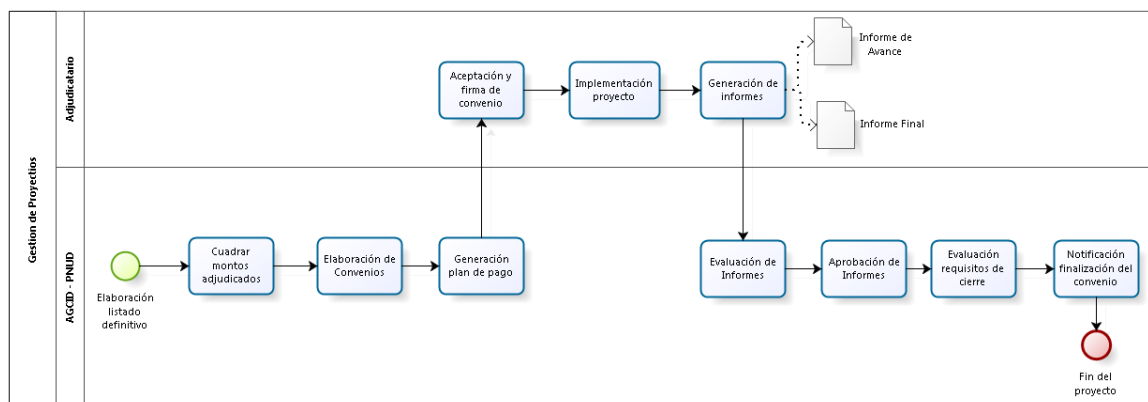 Gestion de Proyectios
Adjudicatario
Aceptación y
firma de
convenio
Implementación
proyecto
Generación de
informes
Informe de
Avance
Informe Final
AGCID - PNUD
Elaboración
listado
definitivo
Cuadrar
montos
adjudicados
Elaboración de
Convenios
Generación
plan de pago
Evaluación de
Informes
Aprobación de
Informes
Evaluación
requisitos de
cierre
Notificación
finalización del
convenio
Fin del
proyecto